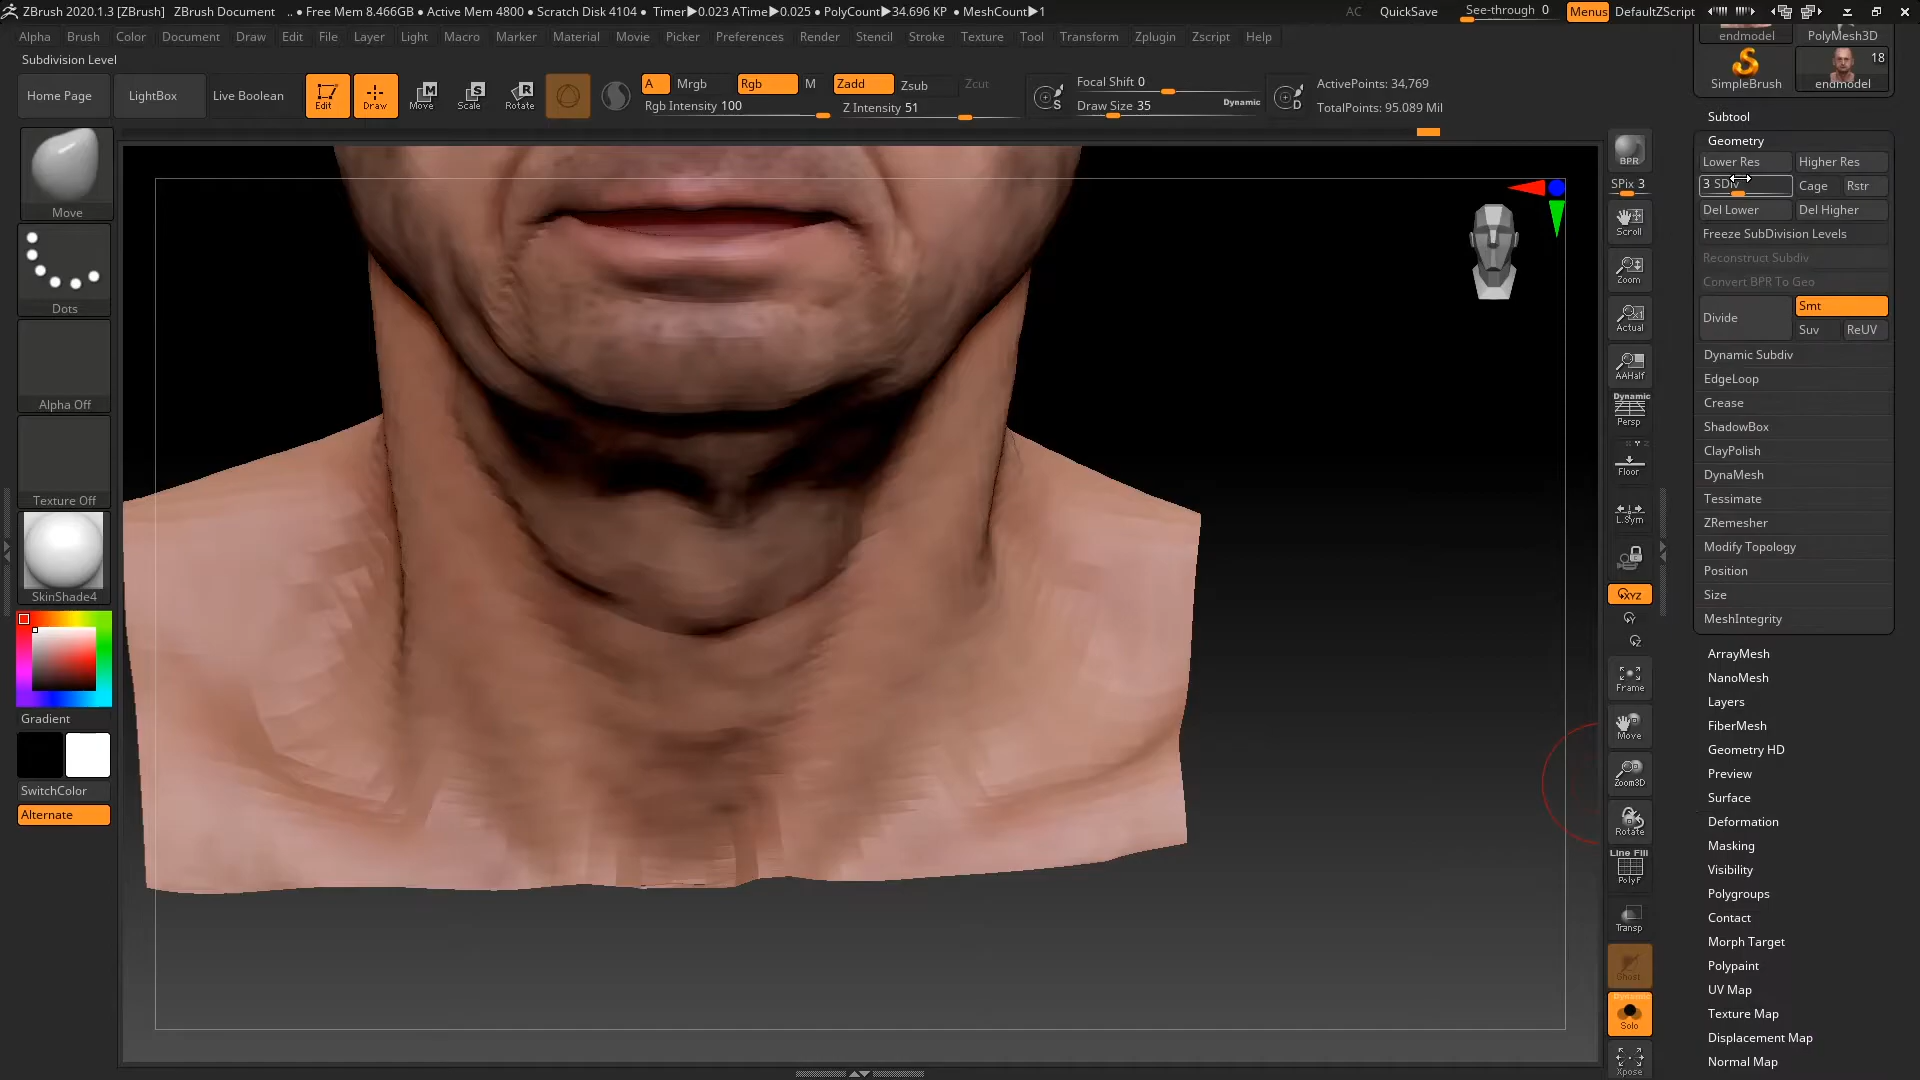 ZBrush 2020.1.3 [ZBrush] ZBrush Document .. • Free Mem 8.466GB • Active Mem 4800 • Scratch Disk 4104 • Timer▶0.023 ATime▶0.025 • PolyCount▶34.696 KP • MeshCount▶1 AC QuickSave See-through 0 Menus DefaultZScript
Alpha Brush Color Document Draw Edit File Layer Light Macro Marker Material Movie Picker Preferences Render Stencil Stroke Texture Tool Transform Zplugin Zscript Help
Subdivision Level
Home Page LightBox Live Boolean Edit Draw Move Scale Rotate
A Mrgb Rgb M Zadd Zsub Zcut
Rgb Intensity 100 Z Intensity 51
Focal Shift 0
Draw Size 35 Dynamic
S D
ActivePoints: 34,769
TotalPoints: 95.089 Mil
Move
Dots
Alpha Off
Texture Off
SkinShade4
Gradient
SwitchColor
Alternate
BPR
SPix 3
Scroll
Zoom
Actual
AAHalf
Dynamic
Persp
Floor
L.Sym
XYZ
Y
Z
Frame
Move
Zoom3D
Rotate
Line Fill
PolyF
Transp
Ghost
Dynamic
Solo
Xpose
endmodel PolyMesh3D
18
SimpleBrush endmodel
Subtool
Geometry
Lower Res Higher Res
3 SDiv Cage Rstr
Del Lower Del Higher
Freeze SubDivision Levels
Reconstruct Subdiv
Convert BPR To Geo
Divide Smt
Suv ReUV
Dynamic Subdiv
EdgeLoop
Crease
ShadowBox
ClayPolish
DynaMesh
Tessimate
ZRemesher
Modify Topology
Position
Size
MeshIntegrity
ArrayMesh
NanoMesh
Layers
FiberMesh
Geometry HD
Preview
Surface
Deformation
Masking
Visibility
Polygroups
Contact
Morph Target
Polypaint
UV Map
Texture Map
Displacement Map
Normal Map